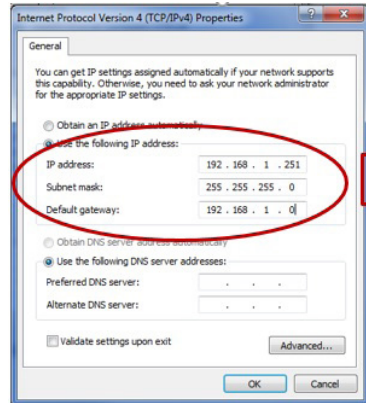 Internet Protocol Version 4 (TCP/IPv4) Properties
General
You can get IP settings assigned automatically if your network supports
this capability. Otherwise, you need to ask your network administrator
for the appropriate IP settings.
Obtain an IP address automatically
Use the following IP address:
IP address: 192 . 168 . 1 . 251
Subnet mask: 255 . 255 . 255 . 0
Default gateway: 192 . 168 . 1 . 0
Obtain DNS server address automatically
Use the following DNS server addresses:
Preferred DNS server: . . .
Alternate DNS server: . . .
Validate settings upon exit
Advanced...
OK Cancel